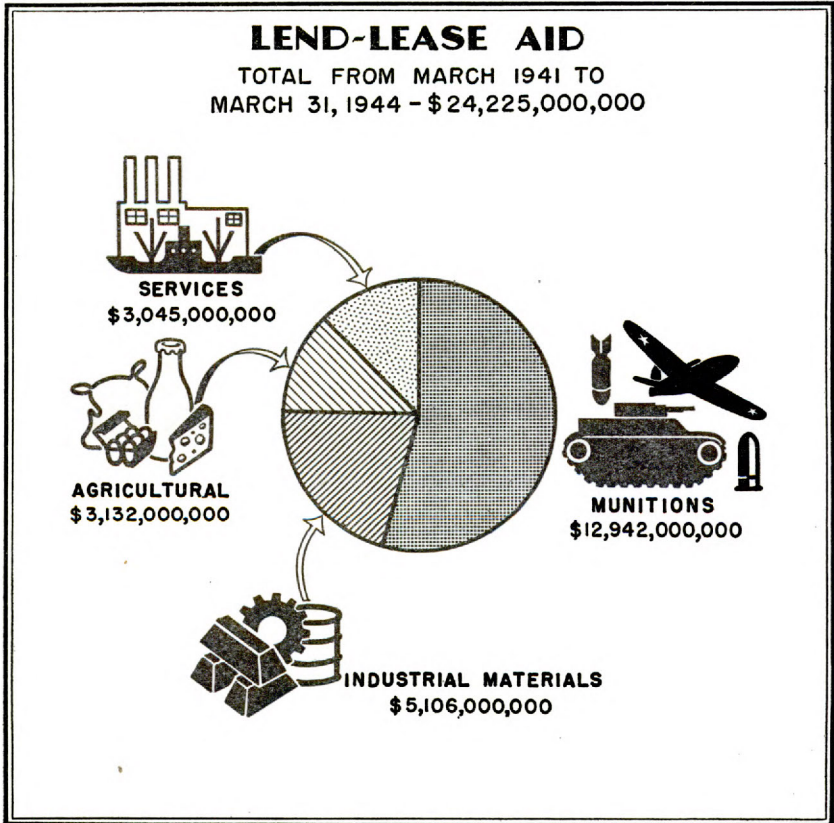 LEND-LEASE AID
TOTAL FROM MARCH 1941 TO
MARCH 31, 1944 - $24,225,000,000
SERVICES
$3,045,000,000
AGRICULTURAL
$3,132,000,000
MUNITIONS
$12,942,000,000
INDUSTRIAL MATERIALS
$5,106,000,000